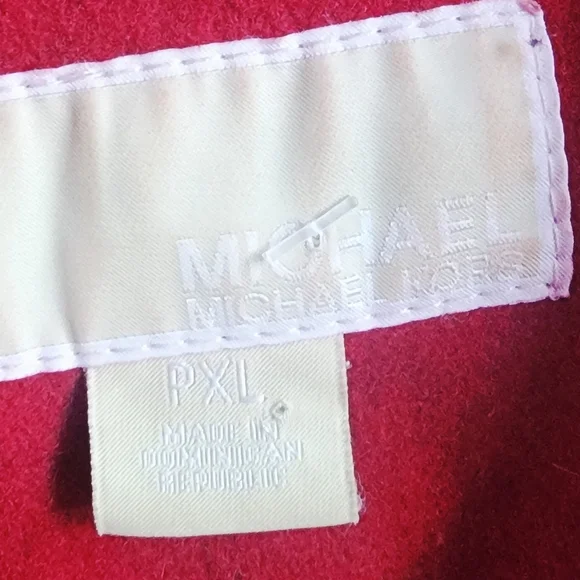 MICHAEL
MICHAEL KORS
PXL
MADE IN
DOMINICAN
REPUBLIC